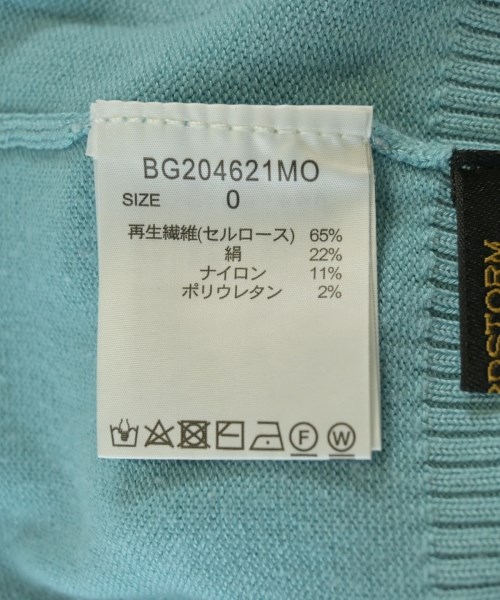 BG204621MO
SIZE 0
再生繊維(セルロース) 65%
絹 22%
ナイロン 11%
ポリウレタン 2%
F W
RDSTORM